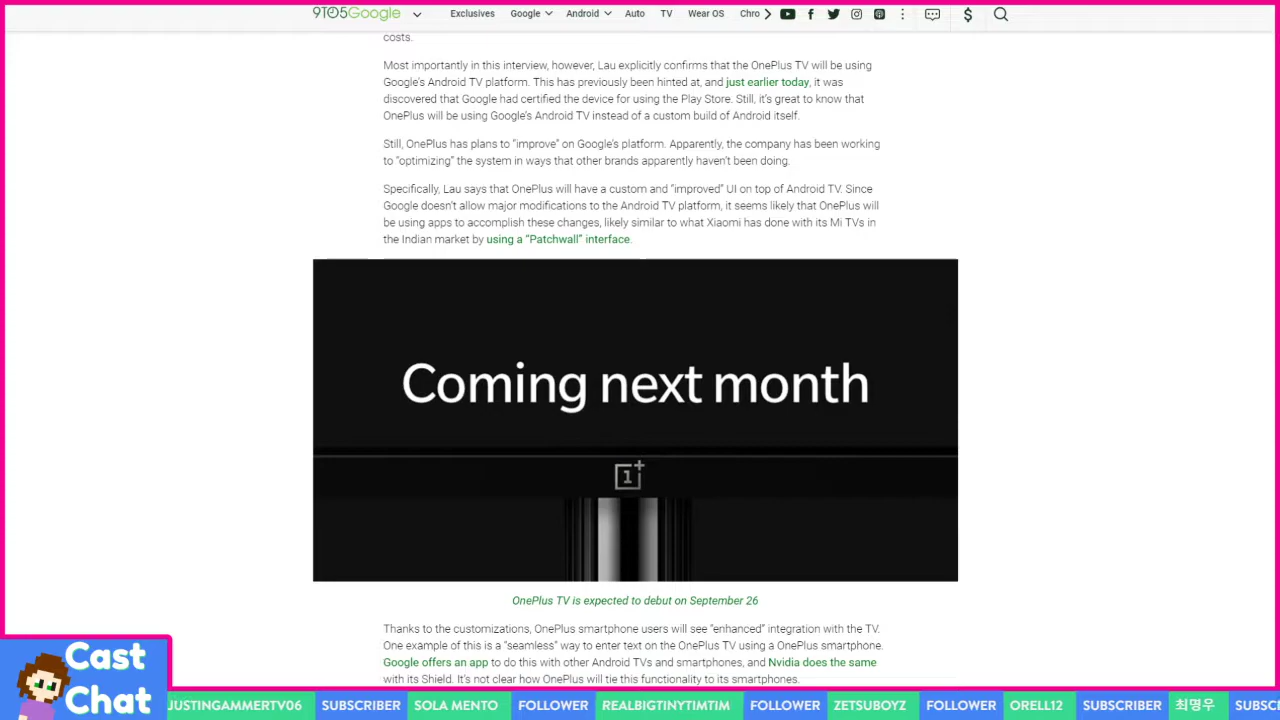 9TO5Google Exclusives Google Android Auto TV Wear OS Chro
costs.
Most importantly in this interview, however, Lau explicitly confirms that the OnePlus TV will be using
Google's Android TV platform. This has previously been hinted at, and just earlier today, it was
discovered that Google had certified the device for using the Play Store. Still, it's great to know that
OnePlus will be using Google's Android TV instead of a custom build of Android itself.
Still, OnePlus has plans to “improve” on Google's platform. Apparently, the company has been working
to “optimizing” the system in ways that other brands apparently haven't been doing.
Specifically, Lau says that OnePlus will have a custom and “improved” UI on top of Android TV. Since
Google doesn't allow major modifications to the Android TV platform, it seems likely that OnePlus will
be using apps to accomplish these changes, likely similar to what Xiaomi has done with its Mi TVs in
the Indian market by using a “Patchwall” interface.
Coming next month
1+
OnePlus TV is expected to debut on September 26
Thanks to the customizations, OnePlus smartphone users will see “enhanced” integration with the TV.
One example of this is a “seamless” way to enter text on the OnePlus TV using a OnePlus smartphone.
Google offers an app to do this with other Android TVs and smartphones, and Nvidia does the same
with its Shield. It's not clear how OnePlus will tie this functionality to its smartphones.
Cast
Chat
JUSTINGAMMERTV06 SUBSCRIBER SOLA MENTO FOLLOWER REALBIGTINYTIMTIM FOLLOWER ZETSUBOYZ FOLLOWER ORELL12 SUBSCRIBER 최명우 SUBSC